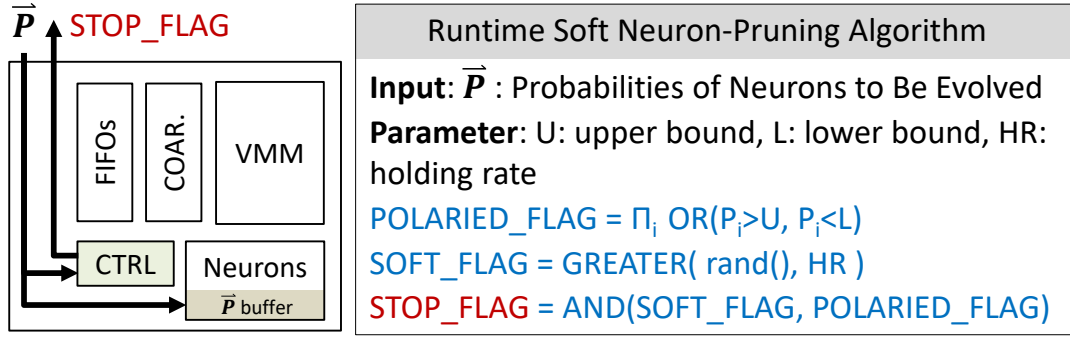 P⃗ STOP_FLAG
FIFOs
COAR.
VMM
CTRL
Neurons
P⃗ buffer
Runtime Soft Neuron-Pruning Algorithm
Input: P⃗ : Probabilities of Neurons to Be Evolved
Parameter: U: upper bound, L: lower bound, HR:
holding rate
POLARIED_FLAG = Πᵢ OR(Pᵢ>U, Pᵢ<L)
SOFT_FLAG = GREATER( rand(), HR )
STOP_FLAG = AND(SOFT_FLAG, POLARIED_FLAG)